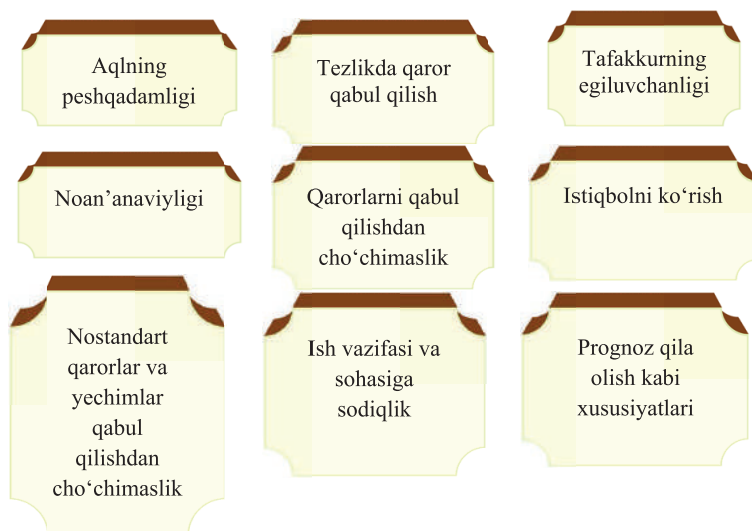 Aqlning
peshqadamligi
Tezlikda qaror
qabul qilish
Tafakkurning
egiluvchanligi
Noan’anaviyligi
Qarorlarni qabul
qilishdan
cho‘chimaslik
Istiqbolni ko‘rish
Nostandart
qarorlar va
yechimlar
qabul
qilishdan
cho‘chimaslik
Ish vazifasi va
sohasiga
sodiqlik
Prognoz qila
olish kabi
xususiyatlari